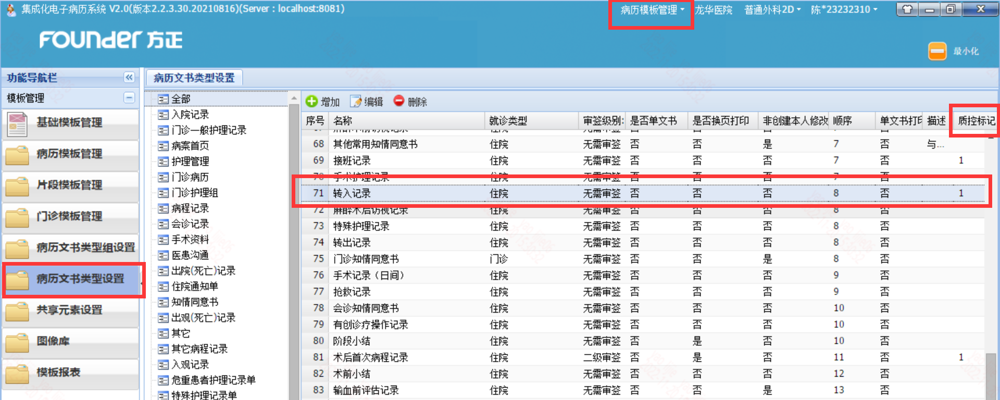 集成化电子病历系统 V2.0(版本2.2.3.30.20210816)(Server : localhost:8081)
病历模板管理 龙华医院 普通外科2D 陈*23232310
Founder 方正
最小化
功能导航栏
模板管理
基础模板管理
病历模板管理
片段模板管理
门诊模板管理
病历文书类型组设置
病历文书类型设置
共享元素设置
图像库
模板报表
病历文书类型设置
全部
入院记录
门诊一般护理记录
病案首页
护理管理
门诊病历
门诊护理组
病程记录
会诊记录
手术资料
医患沟通
出院(死亡)记录
住院通知单
知情同意书
出观(死亡)记录
其它
其它病程记录
入观记录
危重患者护理记录单
特殊护理记录单
增加 编辑 删除
序号 名称 就诊类型 审签级别: 是否单文书 是否换页打印 非创建本人修改 顺序 单文书打印 描述 质控标记
68 其他常用知情同意书 住院 无需审签 否 否 是 7 否 与...
69 接班记录 住院 无需审签 否 否 否 7 否 1
70 手术护理记录 住院 无需审签 否 否 否 7 否
71 转入记录 住院 无需审签 否 否 否 8 否 1
72 麻醉术后访视记录 住院 无需审签 否 否 否 8 否
73 特殊护理记录 住院 无需审签 否 否 否 8 否
74 转出记录 住院 无需审签 否 否 否 8 否
75 门诊知情同意书 门诊 无需审签 否 否 是 8 否
76 手术记录（日间） 住院 无需审签 否 否 否 9 否
77 抢救记录 住院 无需审签 否 否 否 9 否
78 会诊知情同意书 住院 无需审签 否 否 否 10 否
79 有创诊疗操作记录 住院 无需审签 否 否 否 10 否
80 阶段小结 住院 无需审签 否 是 否 10 否
81 术后首次病程记录 住院 二级审签 否 是 否 11 否 1
82 术前小结 住院 无需审签 否 否 否 12 否
83 输血前评估记录 住院 无需审签 否 否 是 13 否